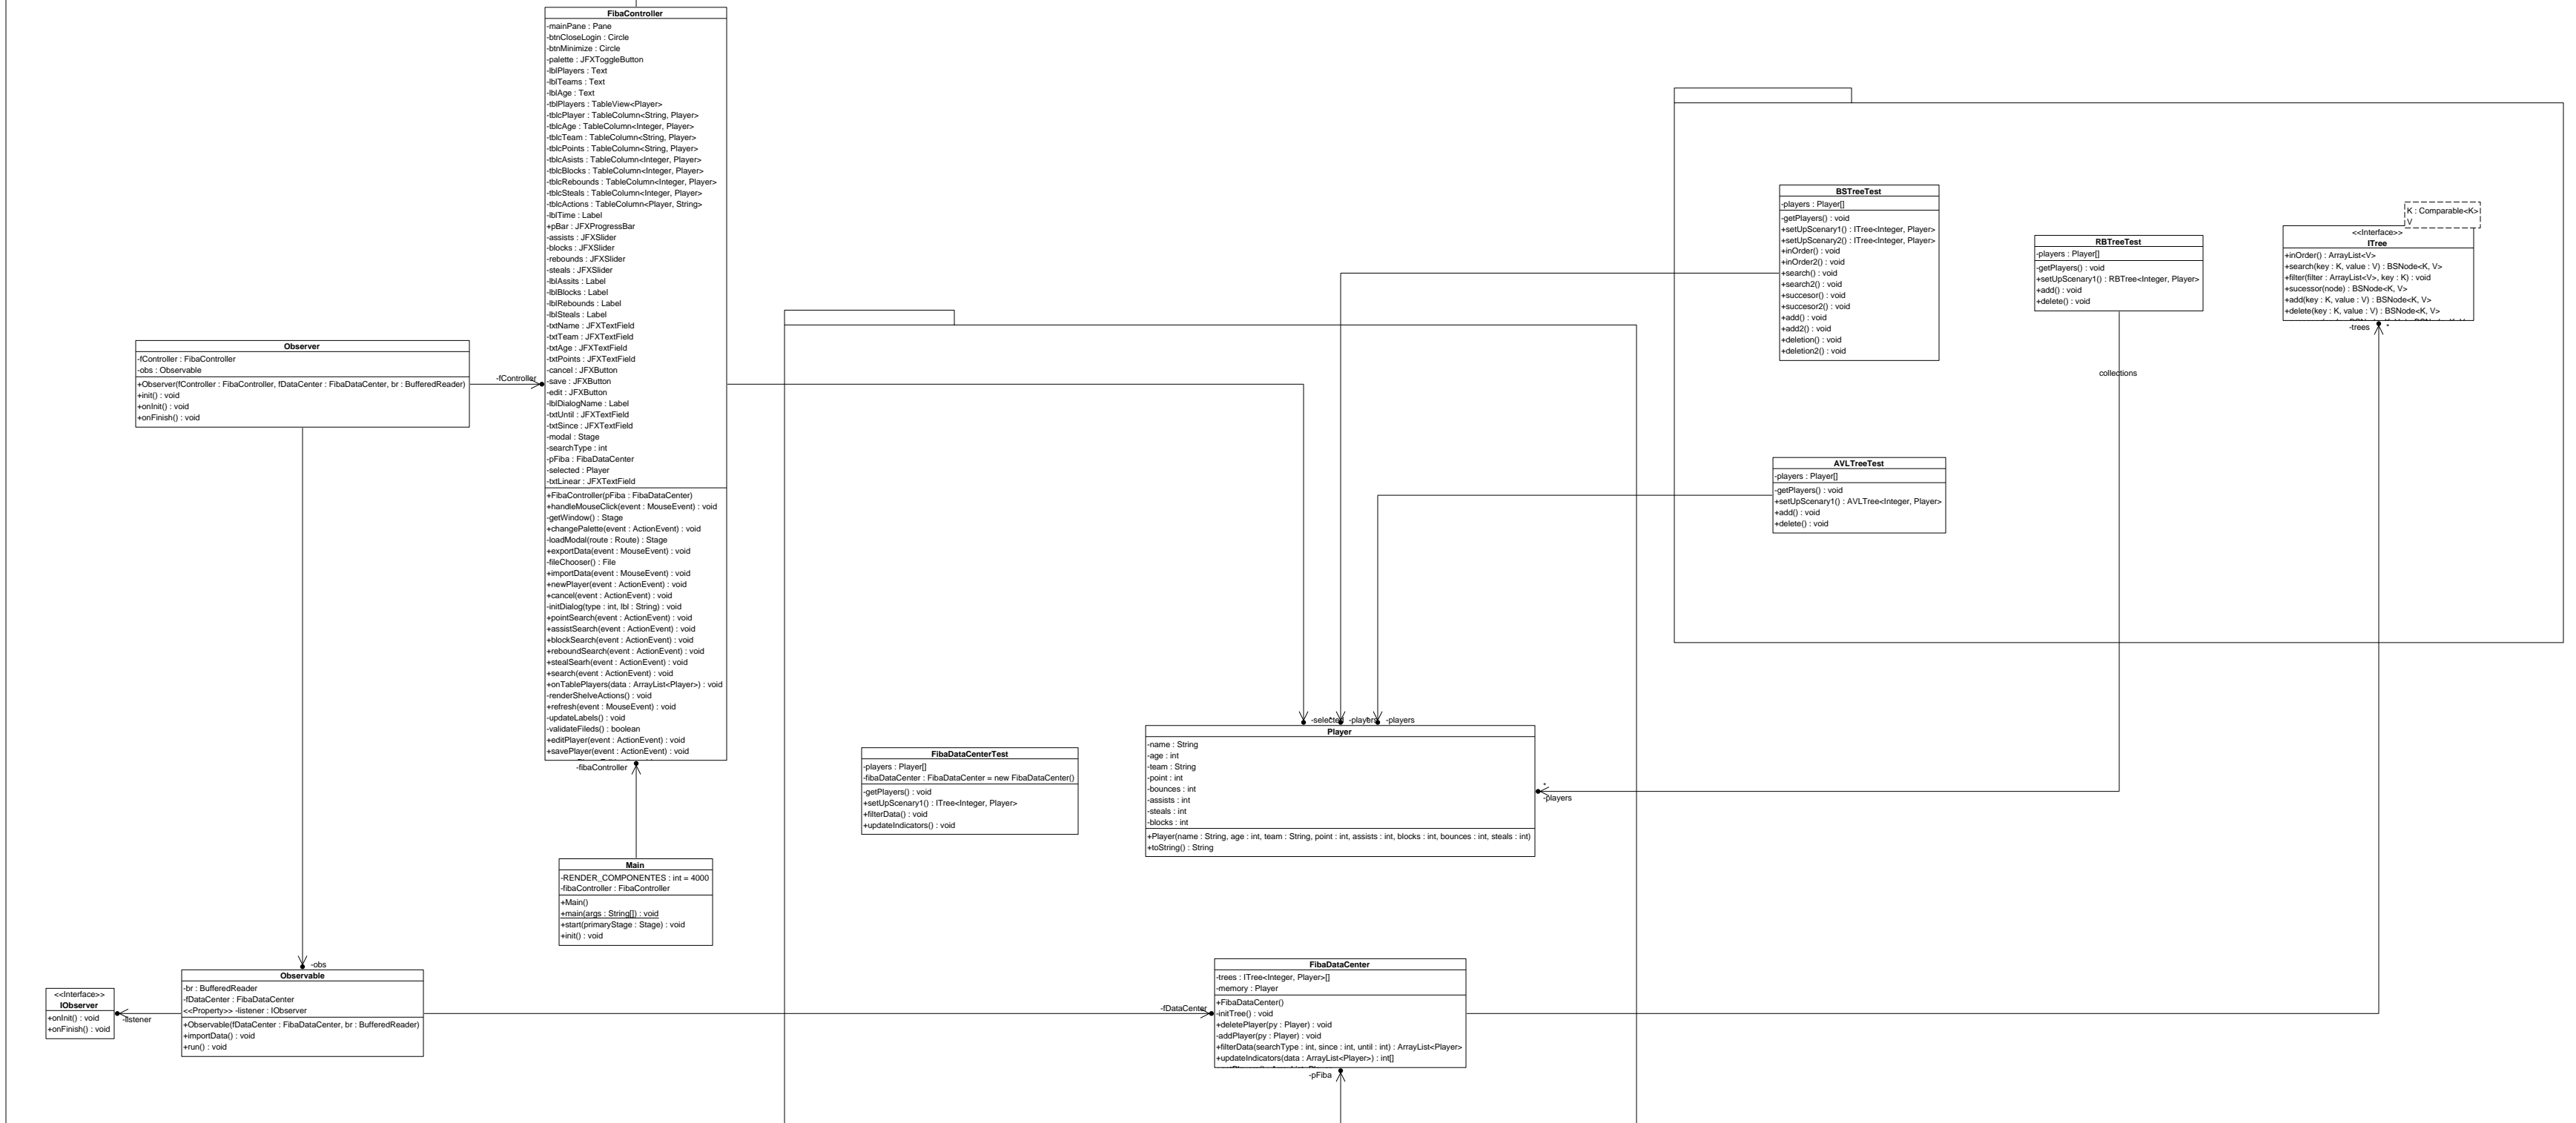 FibaController
-mainPane : Pane
-btnCloseLogin : Circle
-btnMinimize : Circle
-palette : JFXToggleButton
-lblPlayers : Text
-lblTeams : Text
-lblAge : Text
-tblPlayers : TableView<Player>
-tblcPlayer : TableColumn<String, Player>
-tblcAge : TableColumn<Integer, Player>
-tblcTeam : TableColumn<String, Player>
-tblcPoints : TableColumn<String, Player>
-tblcAsists : TableColumn<Integer, Player>
-tblcBlocks : TableColumn<Integer, Player>
-tblcRebounds : TableColumn<Integer, Player>
-tblcSteals : TableColumn<Integer, Player>
-tblcActions : TableColumn<Player, String>
-lblTime : Label
+pBar : JFXProgressBar
-assists : JFXSlider
-blocks : JFXSlider
-rebounds : JFXSlider
-steals : JFXSlider
-lblAssits : Label
-lblBlocks : Label
-lblRebounds : Label
-lblSteals : Label
-txtName : JFXTextField
-txtTeam : JFXTextField
-txtAge : JFXTextField
-txtPoints : JFXTextField
-cancel : JFXButton
-save : JFXButton
-edit : JFXButton
-lblDialogName : Label
-txtUntil : JFXTextField
-txtSince : JFXTextField
-modal : Stage
-searchType : int
-pFiba : FibaDataCenter
-selected : Player
-txtLinear : JFXTextField
+FibaController(pFiba : FibaDataCenter)
+handleMouseClick(event : MouseEvent) : void
-getWindow() : Stage
+changePalette(event : ActionEvent) : void
-loadModal(route : Route) : Stage
+exportData(event : MouseEvent) : void
-fileChooser() : File
+importData(event : MouseEvent) : void
+newPlayer(event : ActionEvent) : void
+cancel(event : ActionEvent) : void
-initDialog(type : int, lbl : String) : void
+pointSearch(event : ActionEvent) : void
+assistSearch(event : ActionEvent) : void
+blockSearch(event : ActionEvent) : void
+reboundSearch(event : ActionEvent) : void
+stealSearh(event : ActionEvent) : void
+search(event : ActionEvent) : void
+onTablePlayers(data : ArrayList<Player>) : void
-renderShelveActions() : void
+refresh(event : MouseEvent) : void
-updateLabels() : void
-validateFileds() : boolean
+editPlayer(event : ActionEvent) : void
+savePlayer(event : ActionEvent) : void
Observer
-fController : FibaController
-obs : Observable
+Observer(fController : FibaController, fDataCenter : FibaDataCenter, br : BufferedReader)
+init() : void
+onInit() : void
+onFinish() : void
-fController
BSTreeTest
-players : Player[]
-getPlayers() : void
+setUpScenary1() : ITree<Integer, Player>
+setUpScenary2() : ITree<Integer, Player>
+inOrder() : void
+inOrder2() : void
+search() : void
+search2() : void
+succesor() : void
+succesor2() : void
+add() : void
+add2() : void
+deletion() : void
+deletion2() : void
RBTreeTest
-players : Player[]
-getPlayers() : void
+setUpScenary1() : RBTree<Integer, Player>
+add() : void
+delete() : void
K : Comparable<K>
V
<<Interface>>
ITree
+inOrder() : ArrayList<V>
+search(key : K, value : V) : BSNode<K, V>
+filter(filter : ArrayList<V>, key : K) : void
+sucessor(node) : BSNode<K, V>
+add(key : K, value : V) : BSNode<K, V>
+delete(key : K, value : V) : BSNode<K, V>
-trees
*
collections
AVLTreeTest
-players : Player[]
-getPlayers() : void
+setUpScenary1() : AVLTree<Integer, Player>
+add() : void
+delete() : void
-selected
-players
-players
Player
-name : String
-age : int
-team : String
-point : int
-bounces : int
-assists : int
-steals : int
-blocks : int
+Player(name : String, age : int, team : String, point : int, assists : int, blocks : int, bounces : int, steals : int)
+toString() : String
*
-players
FibaDataCenterTest
-players : Player[]
-fibaDataCenter : FibaDataCenter = new FibaDataCenter()
-getPlayers() : void
+setUpScenary1() : ITree<Integer, Player>
+filterData() : void
+updateIndicators() : void
-fibaController
Main
-RENDER_COMPONENTES : int = 4000
-fibaController : FibaController
+Main()
+main(args : String[]) : void
+start(primaryStage : Stage) : void
+init() : void
-obs
Observable
-br : BufferedReader
-fDataCenter : FibaDataCenter
<<Property>> -listener : IObserver
+Observable(fDataCenter : FibaDataCenter, br : BufferedReader)
+importData() : void
+run() : void
<<Interface>>
IObserver
+onInit() : void
+onFinish() : void
-listener
-fDataCenter
FibaDataCenter
-trees : ITree<Integer, Player>[]
-memory : Player
+FibaDataCenter()
-initTree() : void
+deletePlayer(py : Player) : void
-addPlayer(py : Player) : void
+filterData(searchType : int, since : int, until : int) : ArrayList<Player>
+updateIndicators(data : ArrayList<Player>) : int[]
-pFiba